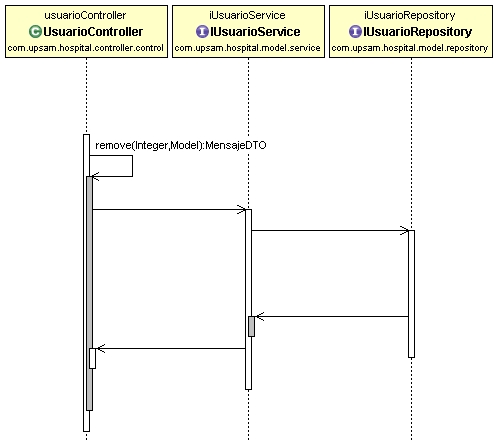 usuarioController
C UsuarioController
com.upsam.hospital.controller.control
iUsuarioService
I IUsuarioService
com.upsam.hospital.model.service
iUsuarioRepository
I IUsuarioRepository
com.upsam.hospital.model.repository
remove(Integer,Model):MensajeDTO